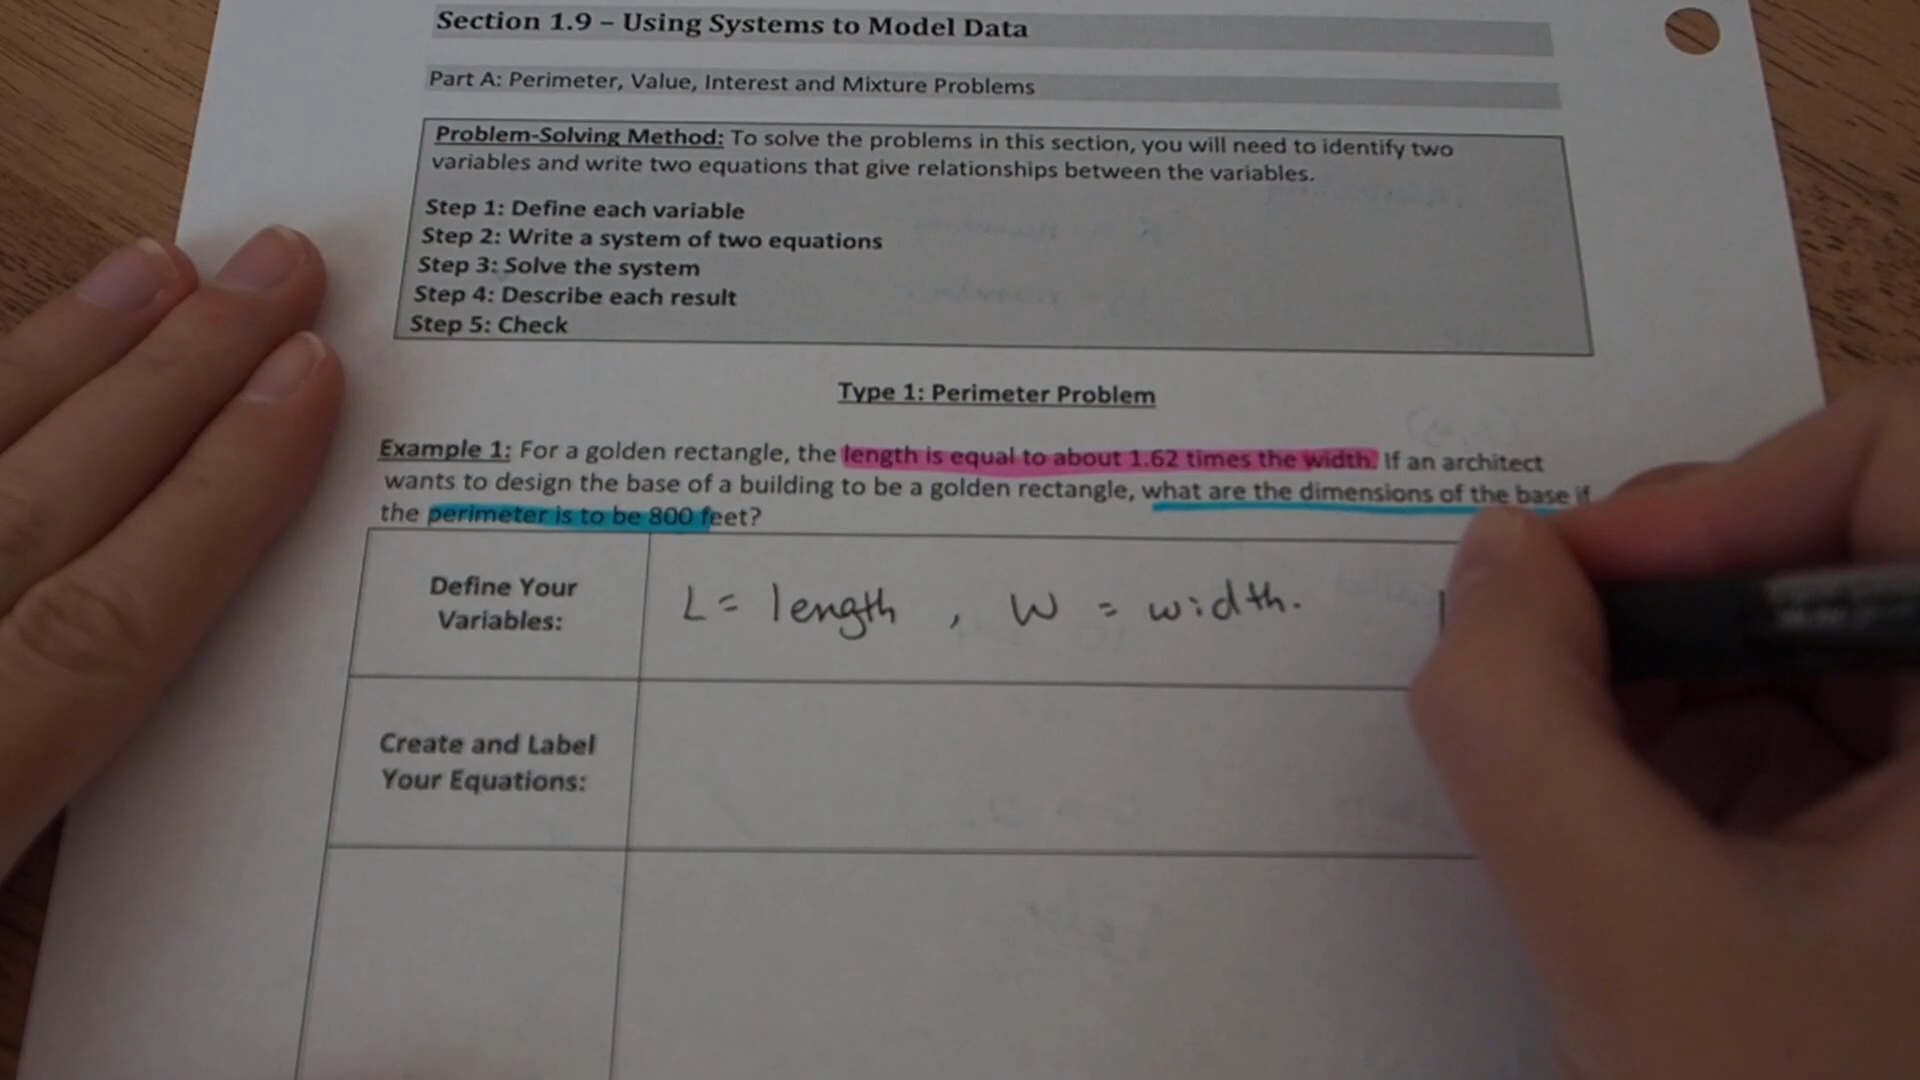 Section 1.9 – Using Systems to Model Data
Part A: Perimeter, Value, Interest and Mixture Problems
Problem-Solving Method: To solve the problems in this section, you will need to identify two
variables and write two equations that give relationships between the variables.
Step 1: Define each variable
Step 2: Write a system of two equations
Step 3: Solve the system
Step 4: Describe each result
Step 5: Check
Type 1: Perimeter Problem
Example 1: For a golden rectangle, the length is equal to about 1.62 times the width. If an architect
wants to design the base of a building to be a golden rectangle, what are the dimensions of the base if
the perimeter is to be 800 feet?
Define Your
Variables:
L = length , W = width.
Create and Label
Your Equations: